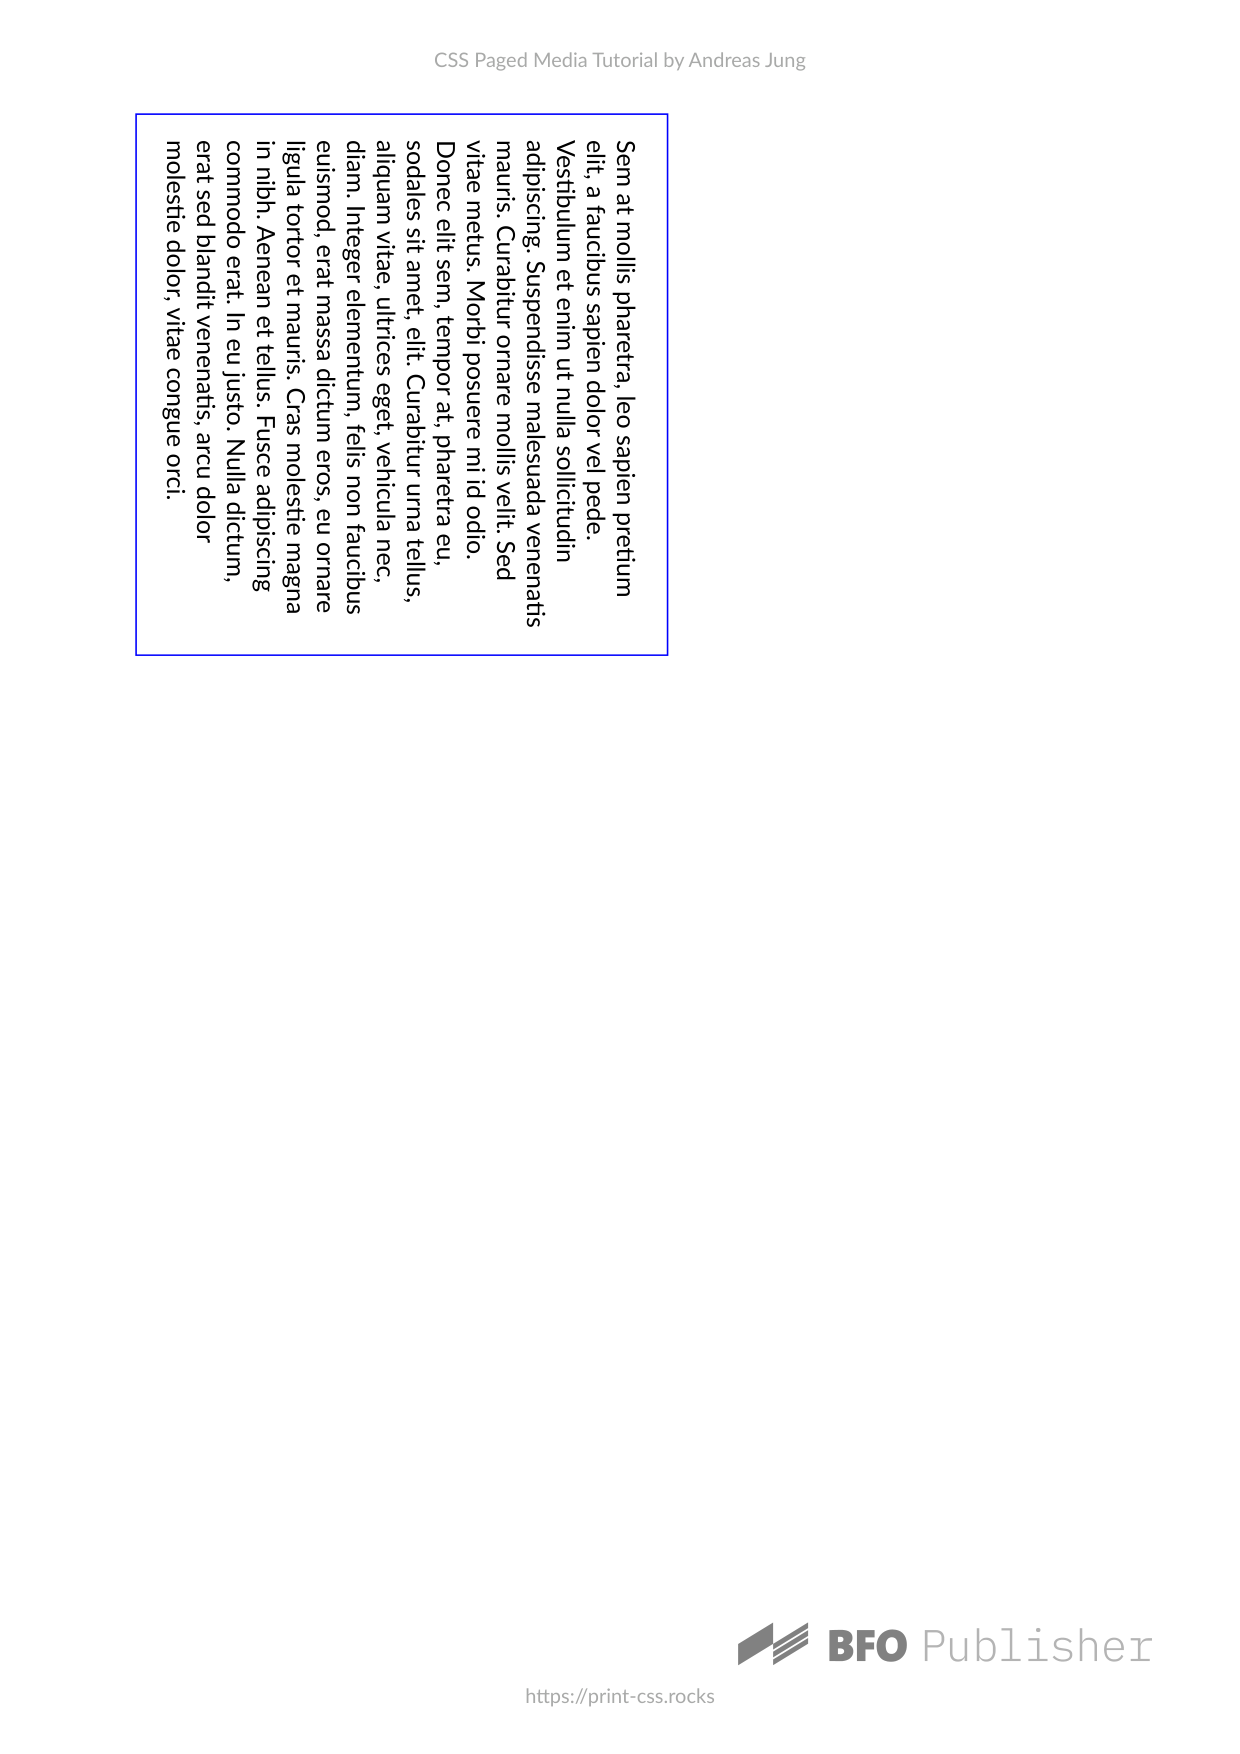 CSS Paged Media Tutorial by Andreas Jung
Sem at mollis pharetra, leo sapien pretium
elit, a faucibus sapien dolor vel pede.
Vestibulum et enim ut nulla sollicitudin
adipiscing. Suspendisse malesuada venenatis
mauris. Curabitur ornare mollis velit. Sed
vitae metus. Morbi posuere mi id odio.
Donec elit sem, tempor at, pharetra eu,
sodales sit amet, elit. Curabitur urna tellus,
aliquam vitae, ultrices eget, vehicula nec,
diam. Integer elementum, felis non faucibus
euismod, erat massa dictum eros, eu ornare
ligula tortor et mauris. Cras molestie magna
in nibh. Aenean et tellus. Fusce adipiscing
commodo erat. In eu justo. Nulla dictum,
erat sed blandit venenatis, arcu dolor
molestie dolor, vitae congue orci.
BFO Publisher
https://print-css.rocks